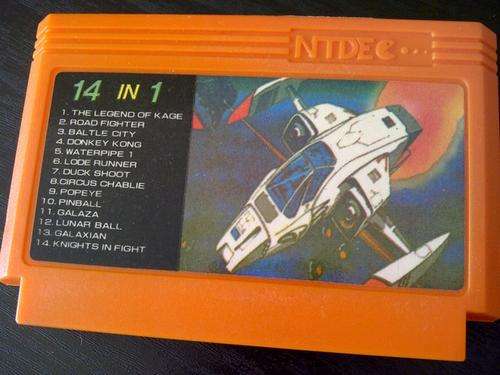 NTDEC...
14 IN 1
1. THE LEGEND OF KAGE
2. ROAD FIGHTER
3. BALTLE CITY
4. DONKEY KONG
5. WATERPIPE 1
6. LODE RUNNER
7. DUCK SHOOT
8. CIRCUS CHABLIE
9. POPEYE
10. PINBALL
11. GALAZA
12. LUNAR BALL
13. GALAXIAN
14. KNIGHTS IN FIGHT